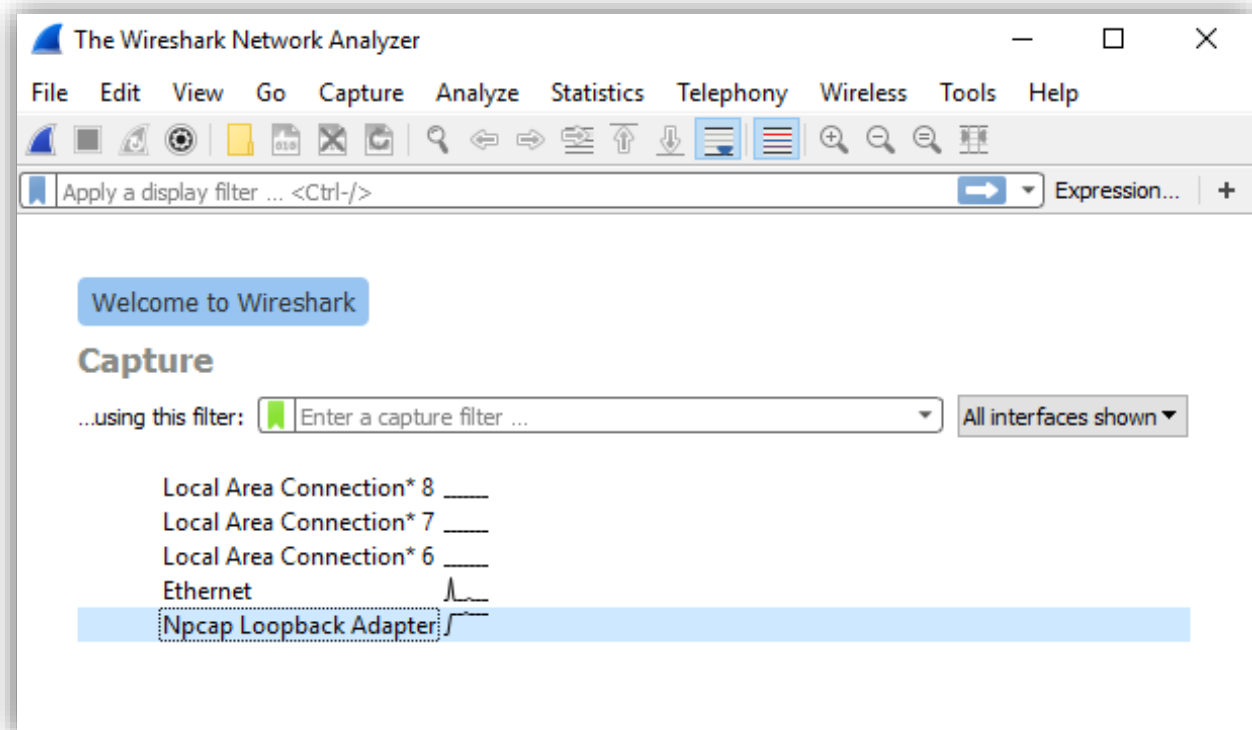 The Wireshark Network Analyzer
File Edit View Go Capture Analyze Statistics Telephony Wireless Tools Help
Apply a display filter ... <Ctrl-/> Expression... +
Welcome to Wireshark
Capture
...using this filter: Enter a capture filter ... All interfaces shown
Local Area Connection* 8
Local Area Connection* 7
Local Area Connection* 6
Ethernet
Npcap Loopback Adapter